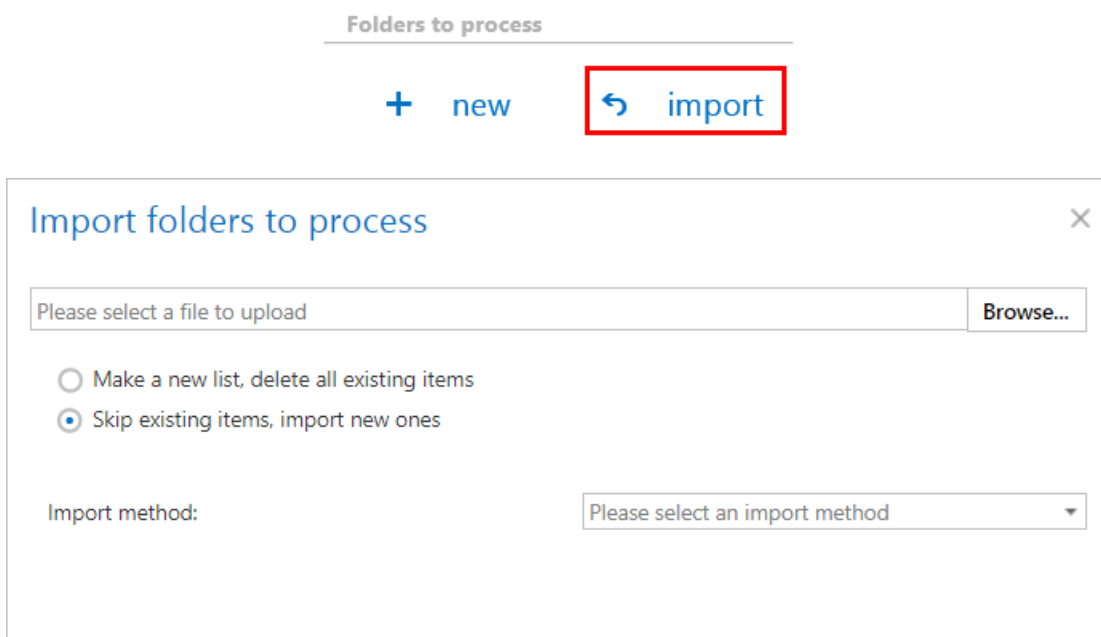 Folders to process
+ new import
Import folders to process
Please select a file to upload Browse...
Make a new list, delete all existing items
Skip existing items, import new ones
Import method: Please select an import method